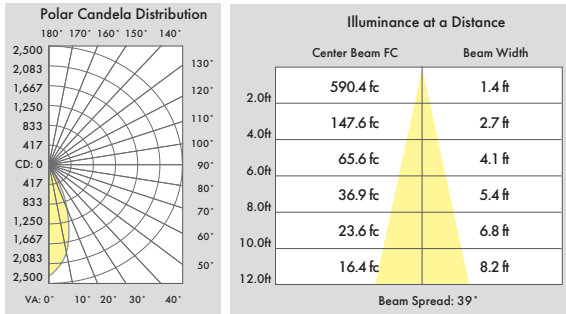 Polar Candela Distribution
180° 170° 160° 150° 140°
2,500
2,083
1,667
1,250
833
417
CD: 0
417
833
1,250
1,667
2,083
2,500
130°
120°
110°
100°
90°
80°
70°
60°
50°
VA: 0° 10° 20° 30° 40°
Illuminance at a Distance
Center Beam FC Beam Width
590.4 fc 1.4 ft
2.0ft
147.6 fc 2.7 ft
4.0ft
65.6 fc 4.1 ft
6.0ft
36.9 fc 5.4 ft
8.0ft
23.6 fc 6.8 ft
10.0ft
16.4 fc 8.2 ft
12.0ft
Beam Spread: 39°